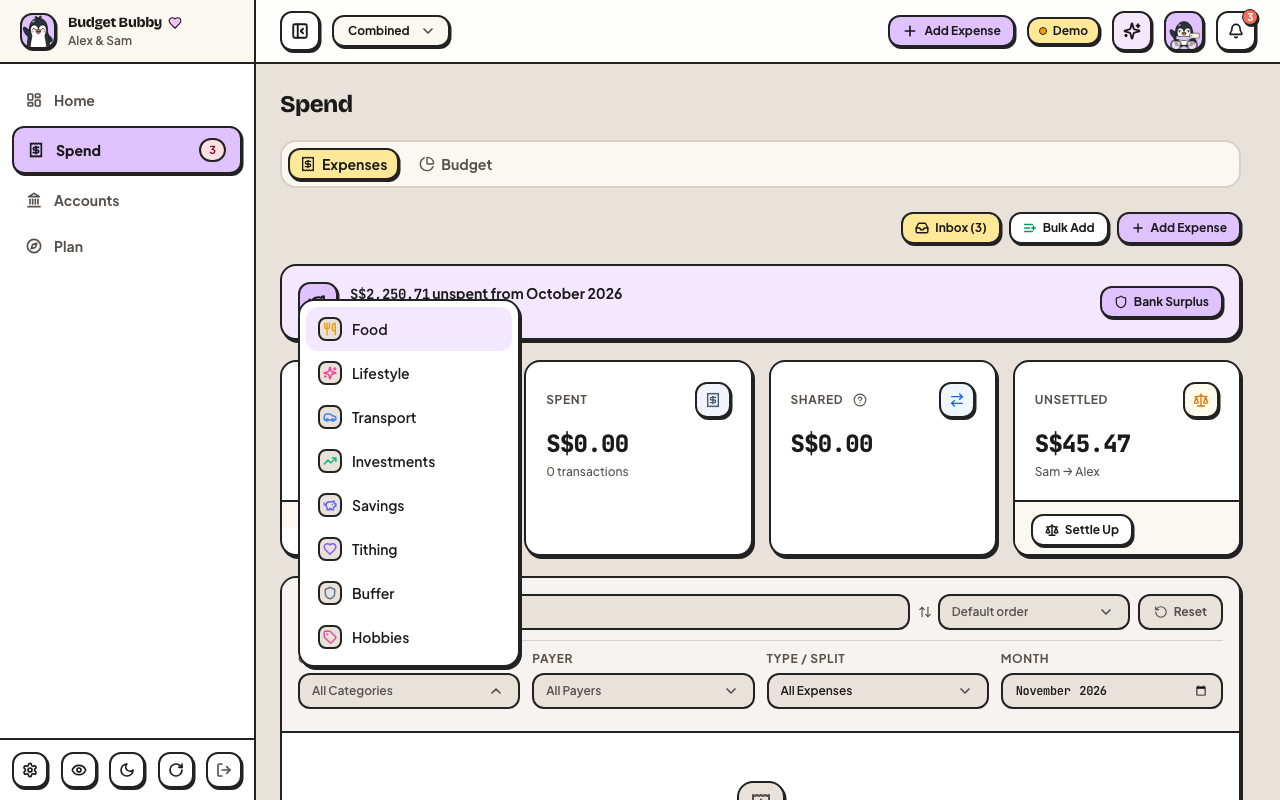 Budget Bubby
Alex & Sam
Combined
Add Expense
Demo
3
Home
Spend
3
Accounts
Plan
Spend
Expenses
Budget
Inbox (3)
Bulk Add
Add Expense
S$2,250.71 unspent from October 2026
Bank Surplus
Food
Lifestyle
Transport
Investments
Savings
Tithing
Buffer
Hobbies
SPENT
S$0.00
0 transactions
SHARED
S$0.00
UNSETTLED
S$45.47
Sam → Alex
Settle Up
Default order
Reset
PAYER
TYPE / SPLIT
MONTH
All Categories
All Payers
All Expenses
November 2026